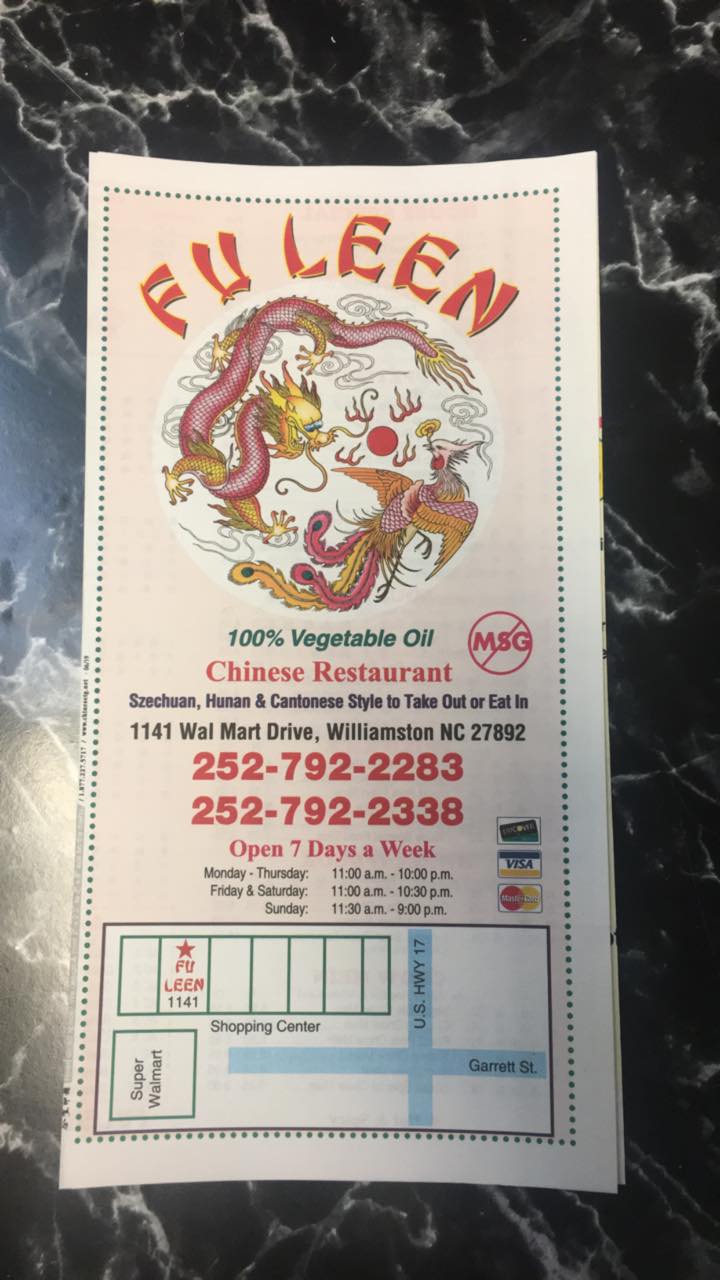 FU LEEN
100% Vegetable Oil
MSG
Chinese Restaurant
Szechuan, Hunan & Cantonese Style to Take Out or Eat In
1141 Wal Mart Drive, Williamston NC 27892
252-792-2283
252-792-2338
Open 7 Days a Week
Monday - Thursday: 11:00 a.m. - 10:00 p.m.
Friday & Saturday: 11:00 a.m. - 10:30 p.m.
Sunday: 11:30 a.m. - 9:00 p.m.
DISCOVER
VISA
MasterCard
FU
LEEN
1141
Shopping Center
U.S. HWY 17
Garrett St.
Super
Walmart